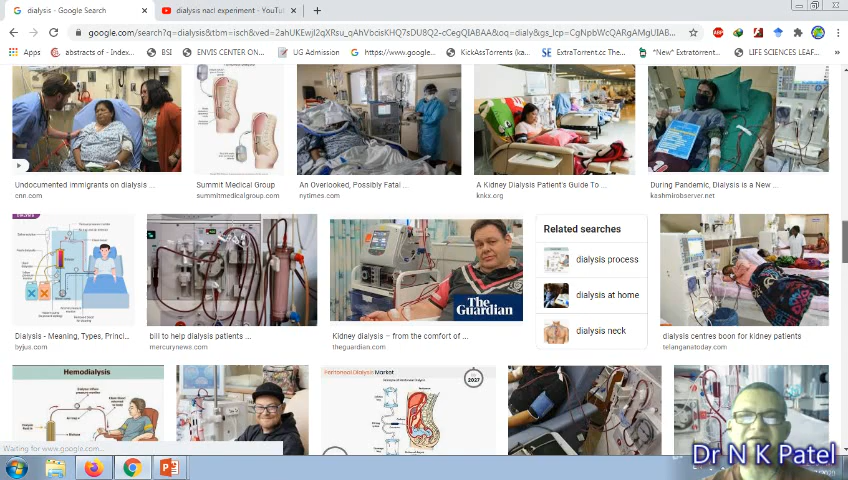 dialysis - Google Search
dialysis nacl experiment - YouTu
google.com/search?q=dialysis&tbm=isch&ved=2ahUKEwjI2qXRsu_qAhVbcisKHQ7sDU8Q2-cCegQIABAA&oq=dialy&gs_lcp=CgNpbWcQARgAMgUIAB...
Apps
abstracts of - Index...
BSI
ENVIS CENTER ON...
UG Admission
https://www.google...
KickAssTorrents (ka...
ExtraTorrent.cc The...
*New* Extratorrent...
LIFE SCIENCES LEAF...
Undocumented immigrants on dialysis ...
cnn.com
Summit Medical Group
summitmedicalgroup.com
An Overlooked, Possibly Fatal ...
nytimes.com
A Kidney Dialysis Patient's Guide To ...
knkx.org
During Pandemic, Dialysis is a New ...
kashmirobserver.net
The
Guardian
Related searches
dialysis process
dialysis at home
dialysis neck
Dialysis - Meaning, Types, Princi...
byjus.com
bill to help dialysis patients ...
mercurynews.com
Kidney dialysis – from the comfort of ...
theguardian.com
dialysis centres boon for kidney patients
telanganatoday.com
Hemodialysis
Peritoneal Dialysis Market
2027
Waiting for www.google.com...
Dr N K Patel